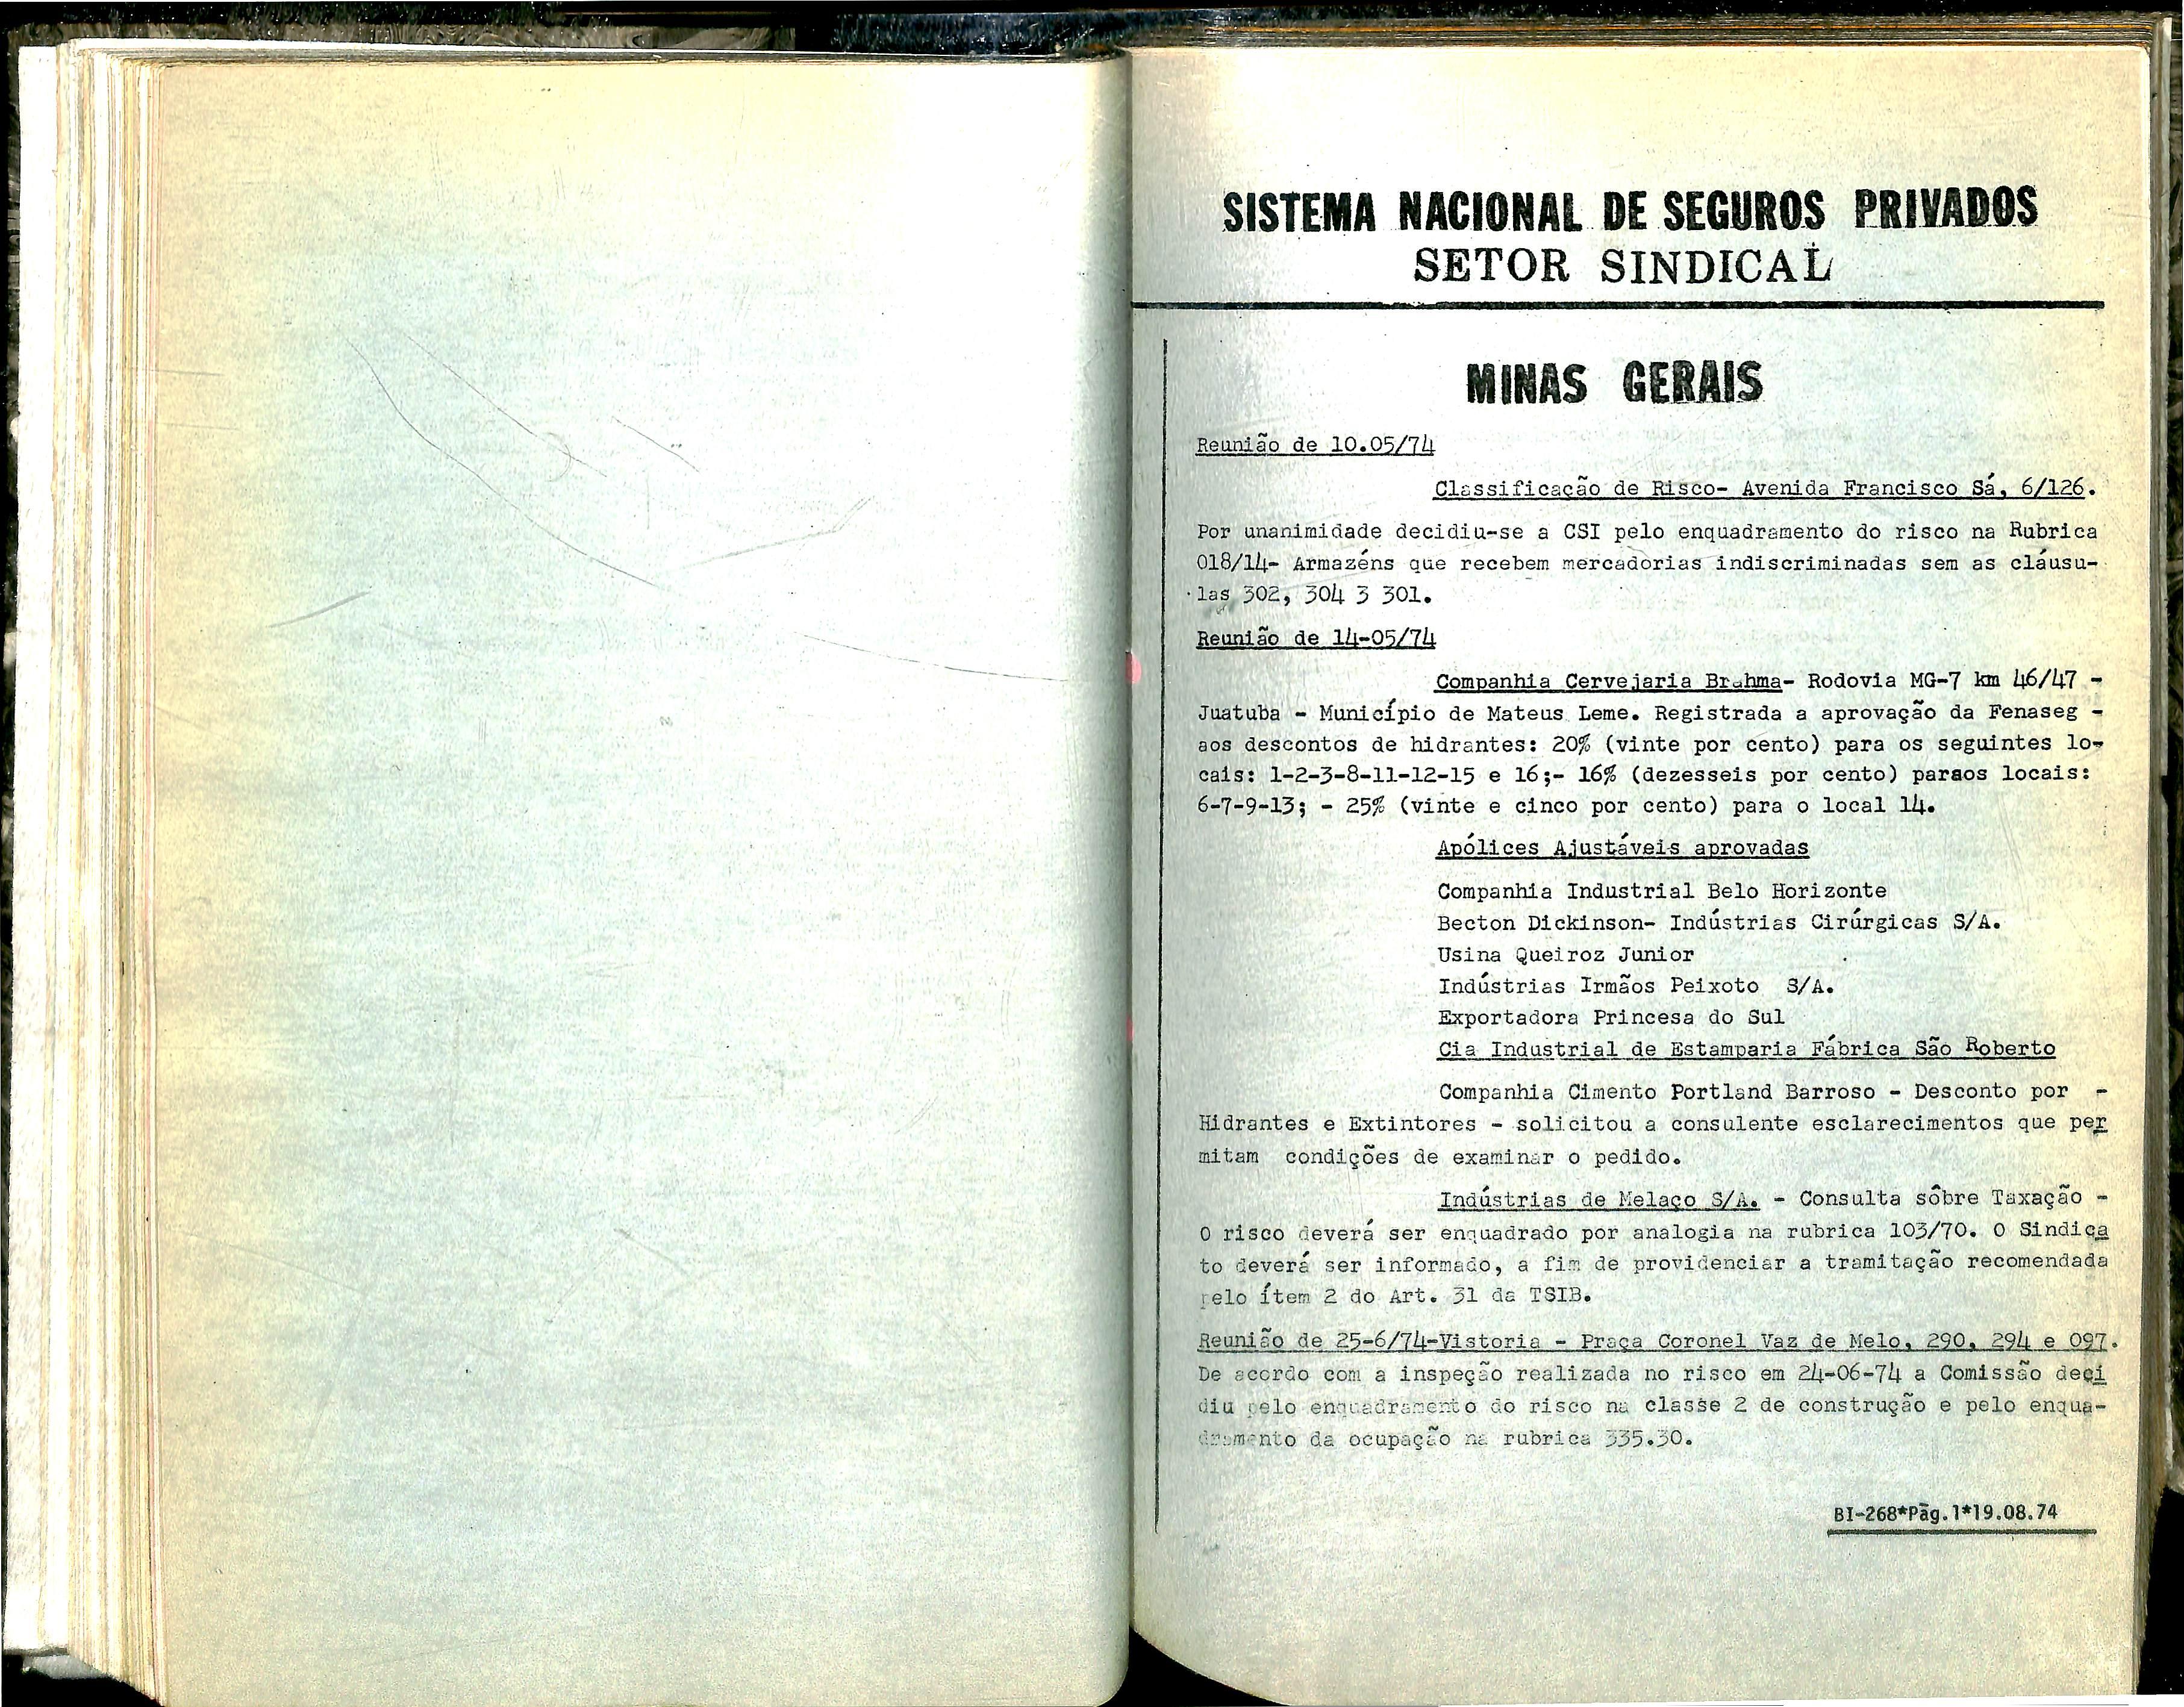 SISTEMA NACIONAL DE SEGUROS PRIVADOS
SETOR SINDICAL
MINAS GERAIS
Reunião de 10.05/74
Classificação de Risco- Avenida Francisco Sá, 6/126.
Por unanimidade decidiu-se a CSI pelo enquadramento do risco na Rubrica
018/14- Armazéns que recebem mercadorias indiscriminadas sem as cláusu-
las 302, 304 3 301.
Reunião de 14-05/74
Companhia Cervejaria Brahma- Rodovia MG-7 km 46/47 -
Juatuba - Município de Mateus Leme. Registrada a aprovação da Fenaseg -
aos descontos de hidrantes: 20% (vinte por cento) para os seguintes lo-
cais: 1-2-3-8-11-12-15 e 16;- 16% (dezesseis por cento) paraos locais:
6-7-9-13; - 25% (vinte e cinco por cento) para o local 14.
Apólices Ajustáveis aprovadas
Companhia Industrial Belo Horizonte
Becton Dickinson- Indústrias Cirúrgicas S/A.
Usina Queiroz Junior
Indústrias Irmãos Peixoto S/A.
Exportadora Princesa do Sul
Cia Industrial de Estamparia Fábrica São Roberto
Companhia Cimento Portland Barroso - Desconto por -
Hidrantes e Extintores - solicitou a consulente esclarecimentos que per
mitam condições de examinar o pedido.
Indústrias de Melaço S/A. - Consulta sôbre Taxação -
O risco deverá ser enquadrado por analogia na rubrica 103/70. O Sindica
to deverá ser informado, a fim de providenciar a tramitação recomendada
pelo ítem 2 do Art. 31 da TSIB.
Reunião de 25-6/74-Vistoria - Praça Coronel Vaz de Melo, 290, 294 e 097.
De acordo com a inspeção realizada no risco em 24-06-74 a Comissão deci
diu pelo enquadramento do risco na classe 2 de construção e pelo enqua-
dramento da ocupação na rubrica 335.30.
BI-268*Pág.1*19.08.74